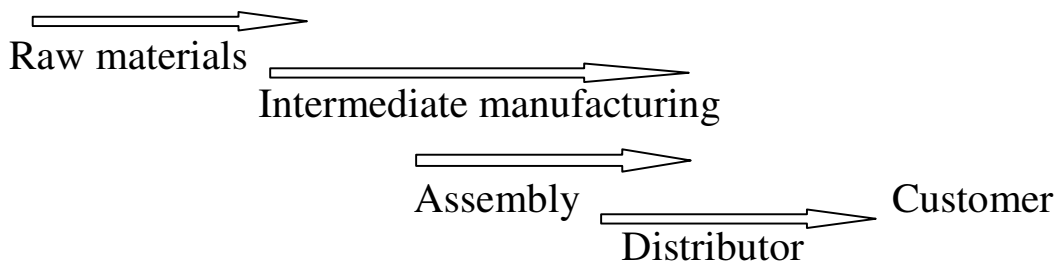 Raw materials
Intermediate manufacturing
Assembly
Customer
Distributor